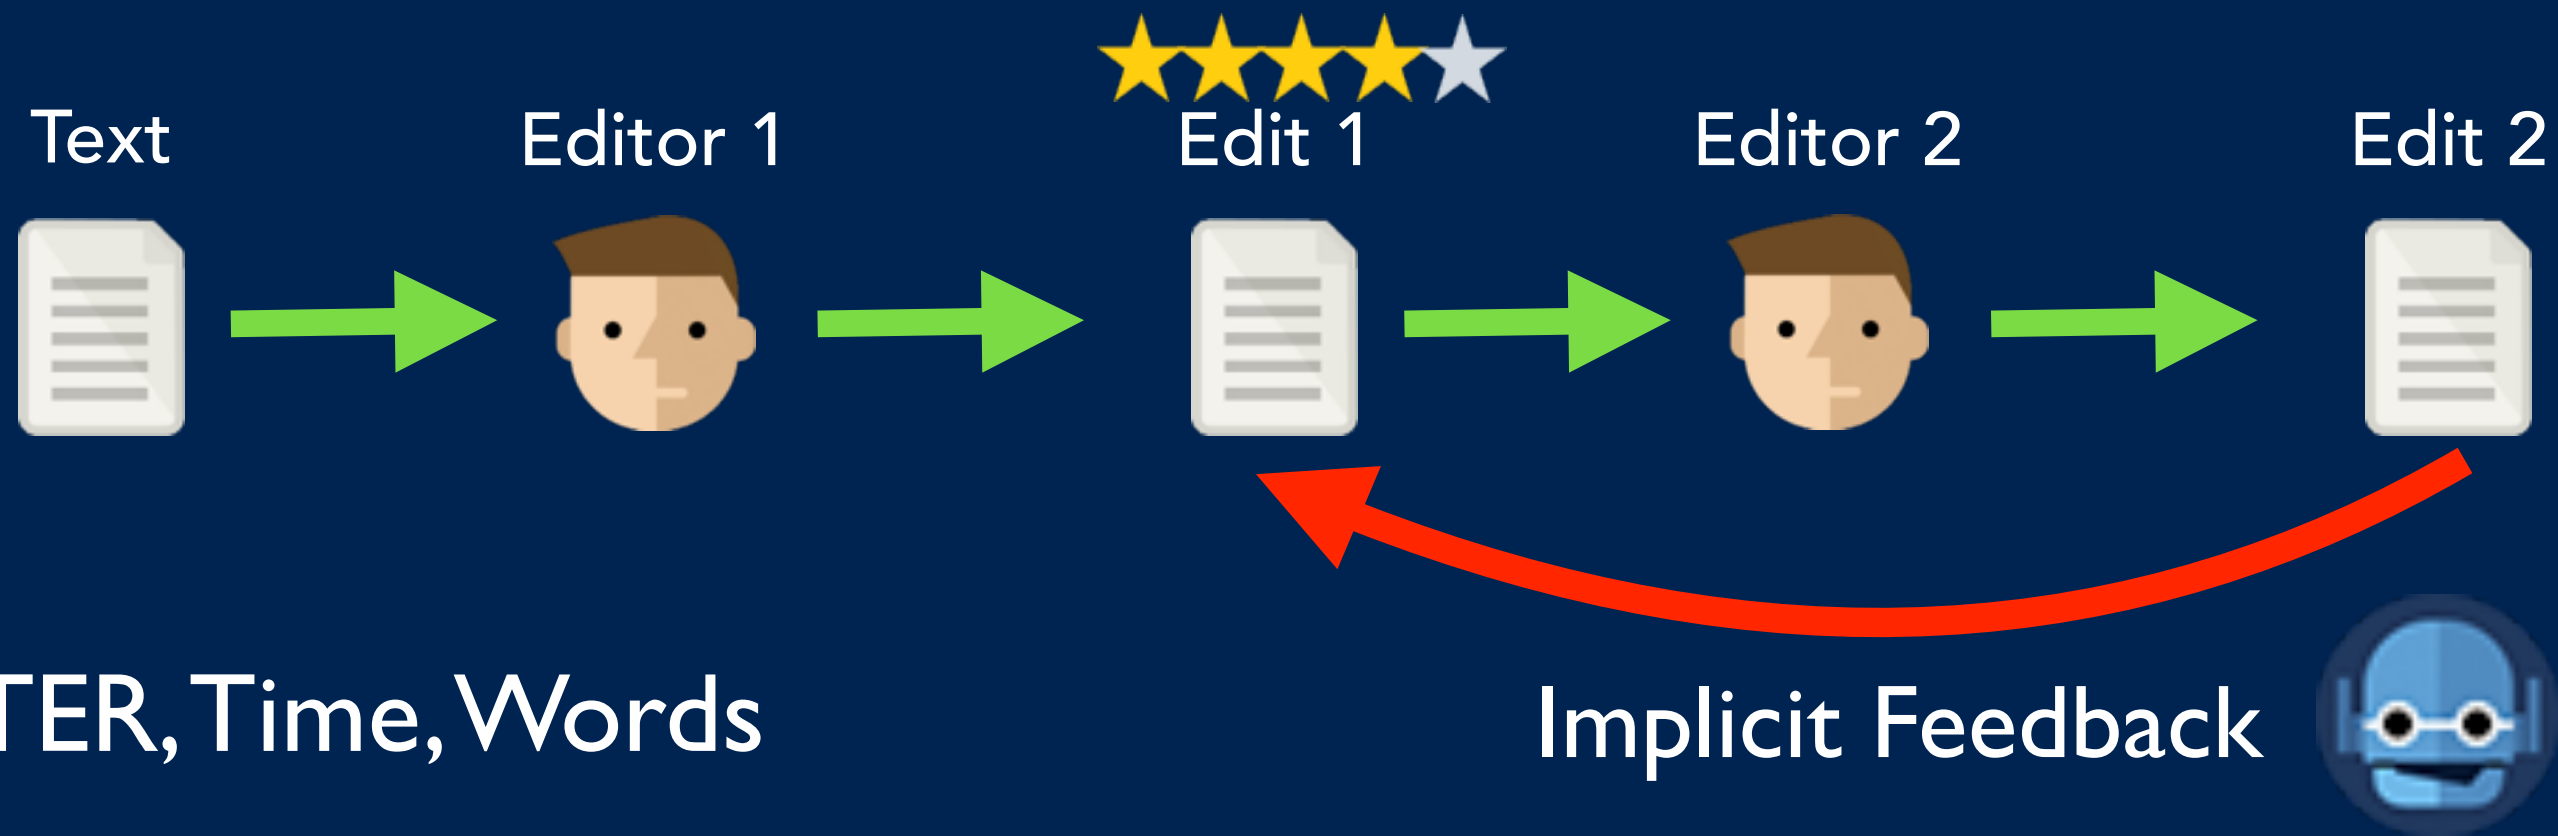 Text
Editor 1
Edit 1
Editor 2
Edit 2
TER, Time, Words
Implicit Feedback